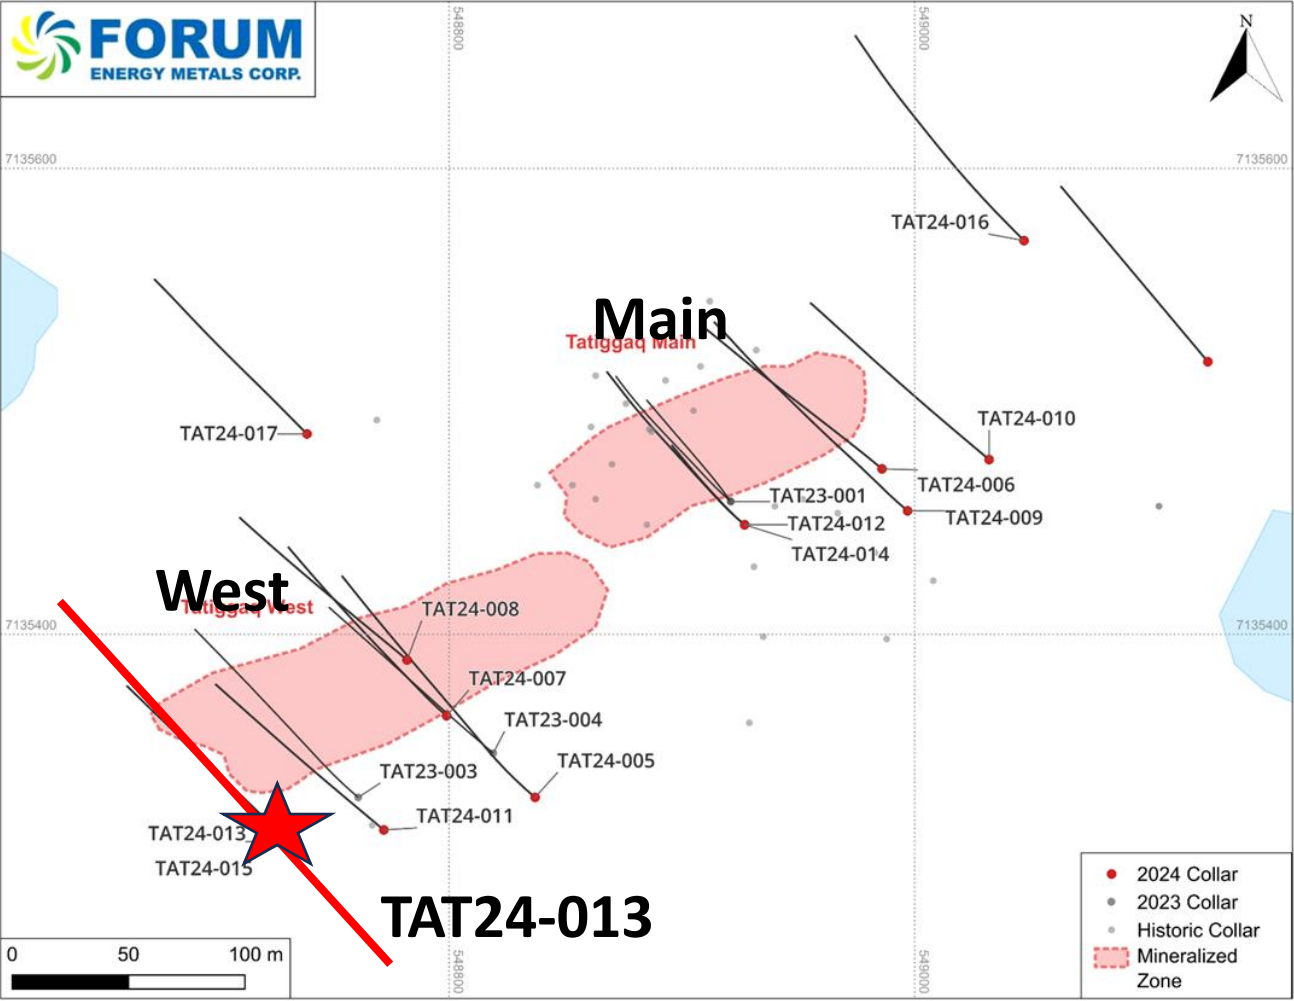 FORUM
ENERGY METALS CORP.
548800
549000
N
7135600
7135600
TAT24-016
Main
Tatiggaq Main
TAT24-017
TAT24-010
TAT24-006
TAT23-001
TAT24-009
TAT24-012
TAT24-014
West
Tatiggaq West
TAT24-008
7135400
7135400
TAT24-007
TAT23-004
TAT24-005
TAT23-003
TAT24-011
TAT24-013
TAT24-015
TAT24-013
2024 Collar
2023 Collar
Historic Collar
Mineralized
Zone
0 50 100 m
548800
549000